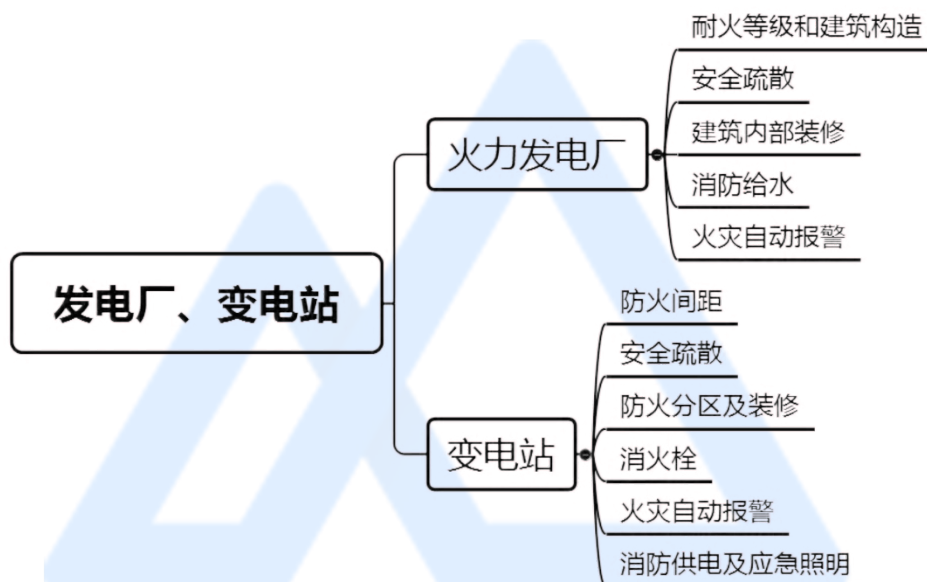 发电厂、变电站
火力发电厂
耐火等级和建筑构造
安全疏散
建筑内部装修
消防给水
火灾自动报警
变电站
防火间距
安全疏散
防火分区及装修
消火栓
火灾自动报警
消防供电及应急照明